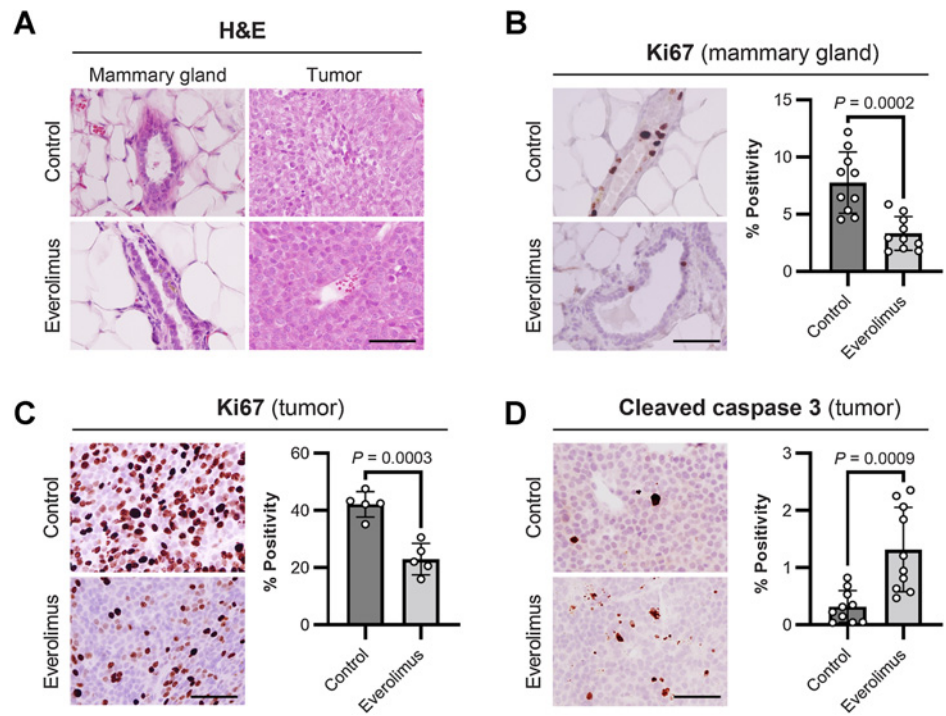 A
H&E
Mammary gland
Tumor
Control
Everolimus
B
Ki67 (mammary gland)
Control
Everolimus
P = 0.0002
% Positivity
15
10
5
0
Control
Everolimus
C
Ki67 (tumor)
Control
Everolimus
P = 0.0003
% Positivity
60
40
20
0
Control
Everolimus
D
Cleaved caspase 3 (tumor)
Control
Everolimus
P = 0.0009
% Positivity
3
2
1
0
Control
Everolimus